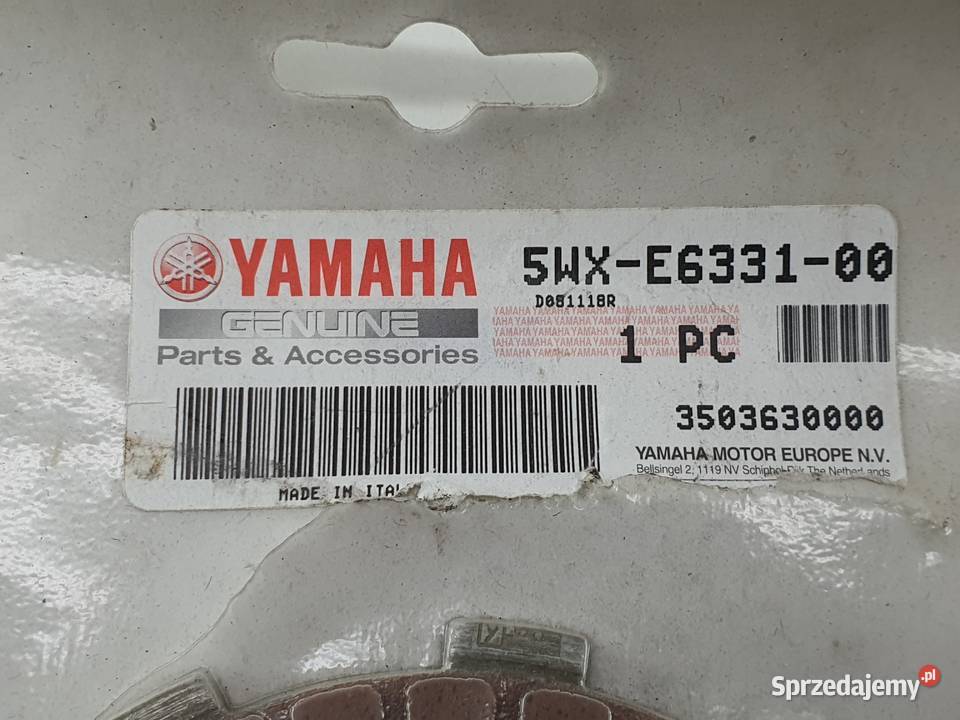 YAMAHA 5WX-E6331-00
D081118R
GENUINE
Parts & Accessories
1 PC
3503630000
YAMAHA MOTOR EUROPE N.V.
Bellsingel 2, 1119 NV Schiphol-Rijk The Netherlands
MADE IN ITAL
Sprzedajemy.pl